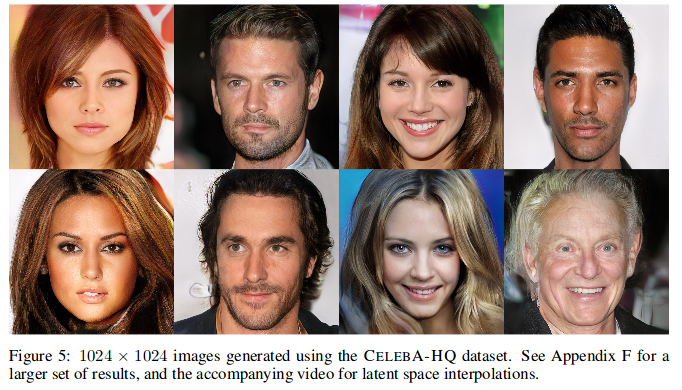 Figure 5: 1024 × 1024 images generated using the CELEBA-HQ dataset. See Appendix F for a
larger set of results, and the accompanying video for latent space interpolations.